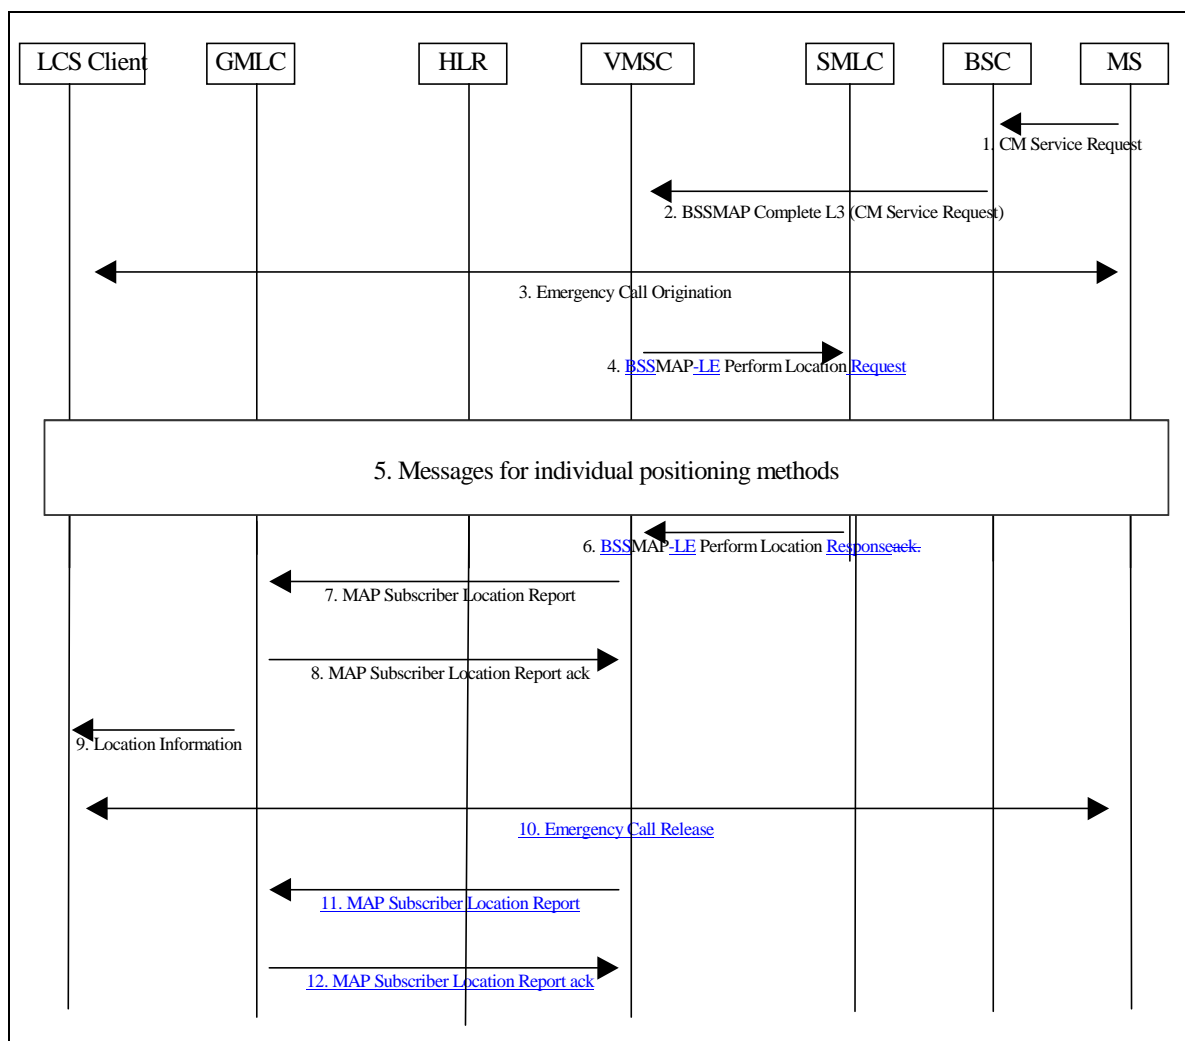 LCS Client GMLC HLR VMSC SMLC BSC MS
1. CM Service Request
2. BSSMAP Complete L3 (CM Service Request)
3. Emergency Call Origination
4. BSSMAP-LE Perform Location Request
5. Messages for individual positioning methods
6. BSSMAP-LE Perform Location Responseack.
7. MAP Subscriber Location Report
8. MAP Subscriber Location Report ack
9. Location Information
10. Emergency Call Release
11. MAP Subscriber Location Report
12. MAP Subscriber Location Report ack